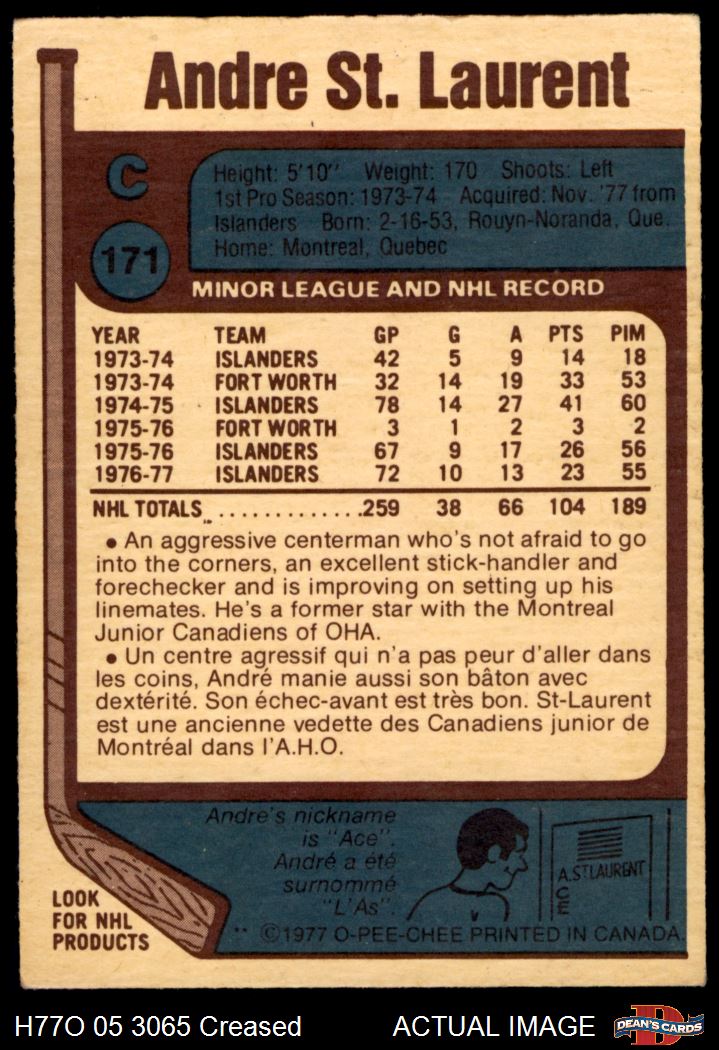 Andre St. Laurent
C
171
Height: 5'10'' Weight: 170 Shoots: Left
1st Pro Season: 1973-74 Acquired: Nov. '77 from
Islanders Born: 2-16-53, Rouyn-Noranda, Que.
Home: Montreal, Quebec
MINOR LEAGUE AND NHL RECORD
YEAR TEAM GP G A PTS PIM
1973-74 ISLANDERS 42 5 9 14 18
1973-74 FORT WORTH 32 14 19 33 53
1974-75 ISLANDERS 78 14 27 41 60
1975-76 FORT WORTH 3 1 2 3 2
1975-76 ISLANDERS 67 9 17 26 56
1976-77 ISLANDERS 72 10 13 23 55
NHL TOTALS .............259 38 66 104 189
• An aggressive centerman who's not afraid to go
into the corners, an excellent stick-handler and
forechecker and is improving on setting up his
linemates. He's a former star with the Montreal
Junior Canadiens of OHA.
• Un centre agressif qui n'a pas peur d'aller dans
les coins, André manie aussi son bâton avec
dextérité. Son échec-avant est très bon. St-Laurent
est une ancienne vedette des Canadiens junior de
Montréal dans l'A.H.O.
Andre's nickname
is "Ace".
André a été
surnommé
"L'As".
A.ST LAURENT
C
E
LOOK
FOR NHL
PRODUCTS
** ©1977 O-PEE-CHEE PRINTED IN CANADA.
H77O 05 3065 Creased ACTUAL IMAGE
DEAN'S CARDS